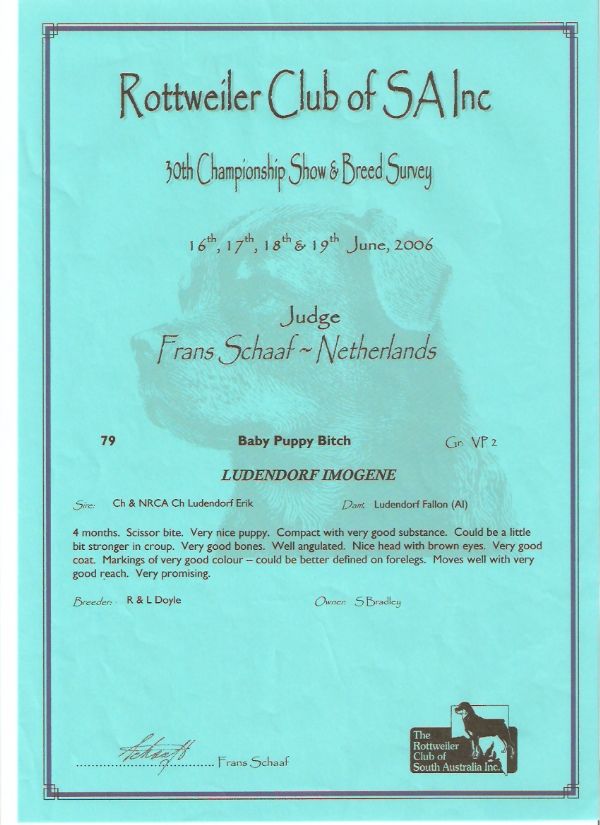 Rottweiler Club of SA Inc
30th Championship Show & Breed Survey
16th, 17th, 18th & 19th June, 2006
Judge
Frans Schaaf ~ Netherlands
79 Baby Puppy Bitch Gr: VP 2
LUDENDORF IMOGENE
Sire: Ch & NRCA Ch Ludendorf Erik Dam: Ludendorf Fallon (AI)
4 months. Scissor bite. Very nice puppy. Compact with very good substance. Could be a little
bit stronger in croup. Very good bones. Well angulated. Nice head with brown eyes. Very good
coat. Markings of very good colour – could be better defined on forelegs. Moves well with very
good reach. Very promising.
Breeder: R & L Doyle Owner: S Bradley
Schaaff
Frans Schaaf
The
Rottweiler
Club of
South Australia Inc.